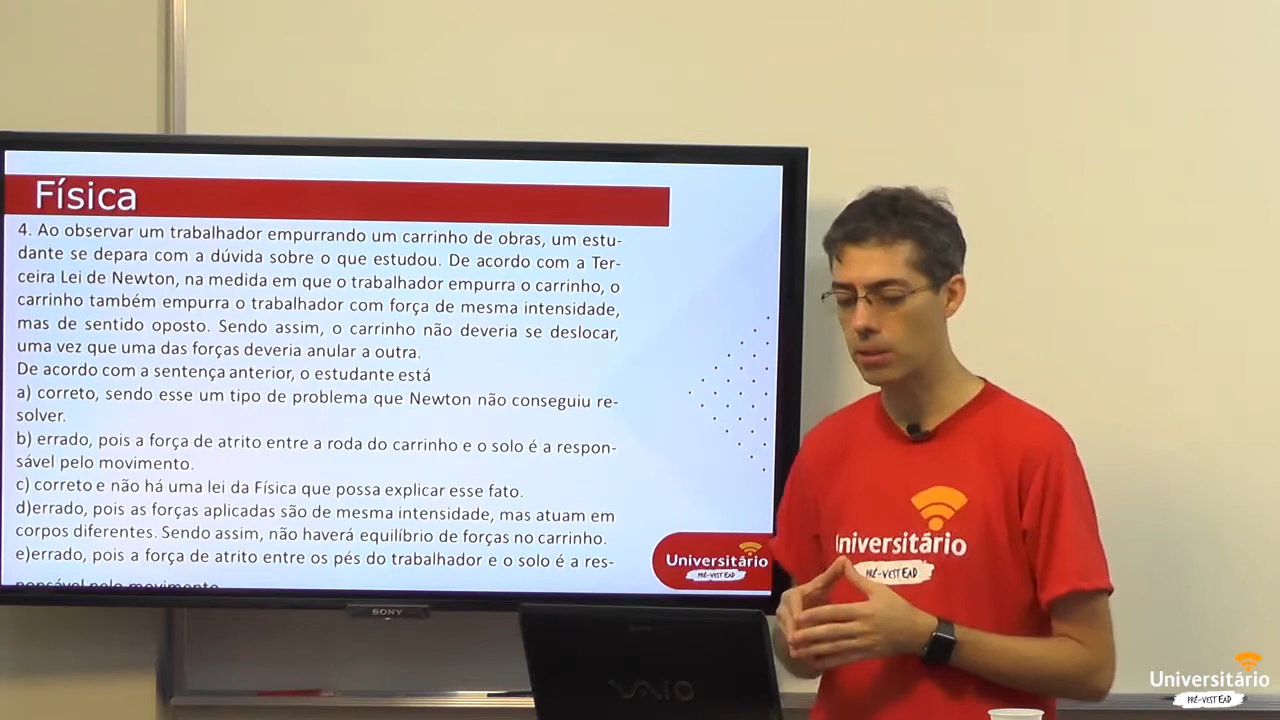 Física
4. Ao observar um trabalhador empurrando um carrinho de obras, um estu-
dante se depara com a dúvida sobre o que estudou. De acordo com a Ter-
ceira Lei de Newton, na medida em que o trabalhador empurra o carrinho, o
carrinho também empurra o trabalhador com força de mesma intensidade,
mas de sentido oposto. Sendo assim, o carrinho não deveria se deslocar,
uma vez que uma das forças deveria anular a outra.
De acordo com a sentença anterior, o estudante está
a) correto, sendo esse um tipo de problema que Newton não conseguiu re-
solver.
b) errado, pois a força de atrito entre a roda do carrinho e o solo é a respon-
sável pelo movimento.
c) correto e não há uma lei da Física que possa explicar esse fato.
d)errado, pois as forças aplicadas são de mesma intensidade, mas atuam em
corpos diferentes. Sendo assim, não haverá equilíbrio de forças no carrinho.
e)errado, pois a força de atrito entre os pés do trabalhador e o solo é a res-
ponsável pelo movimento
Universitário
PRÉ-VEST EAD
SONY
VAIO
Universitário
PRÉ-VEST EAD
Universitário
PRÉ-VEST EAD